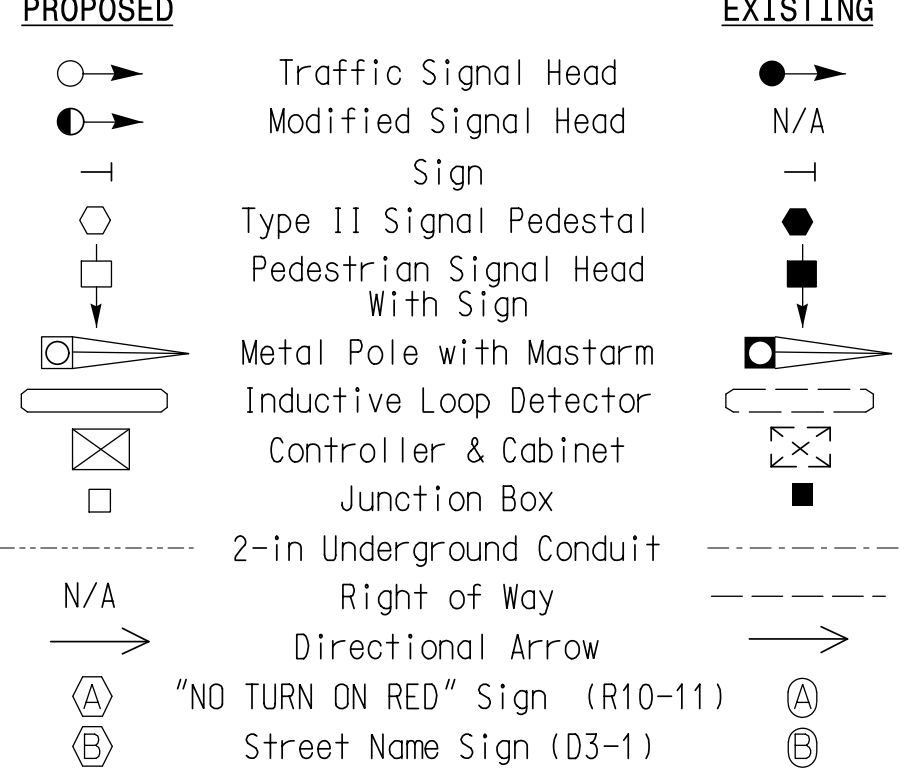 PROPOSED EXISTING
Traffic Signal Head
Modified Signal Head N/A
Sign
Type II Signal Pedestal
Pedestrian Signal Head
With Sign
Metal Pole with Mastarm
Inductive Loop Detector
Controller & Cabinet
Junction Box
2-in Underground Conduit
N/A Right of Way
Directional Arrow
A "NO TURN ON RED" Sign (R10-11) A
B Street Name Sign (D3-1) B